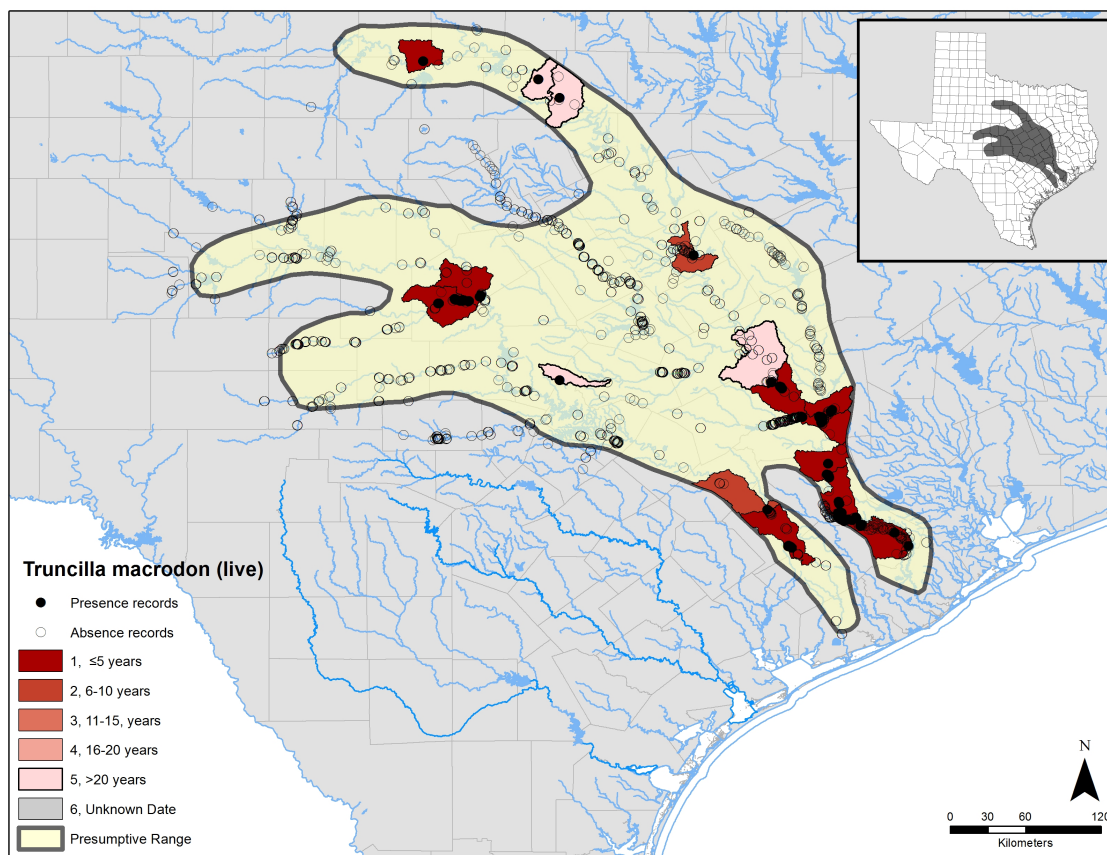 Truncilla macrodon (live)
Presence records
Absence records
1, ≤5 years
2, 6-10 years
3, 11-15, years
4, 16-20 years
5, >20 years
6, Unknown Date
Presumptive Range
N
0 30 60 120
Kilometers